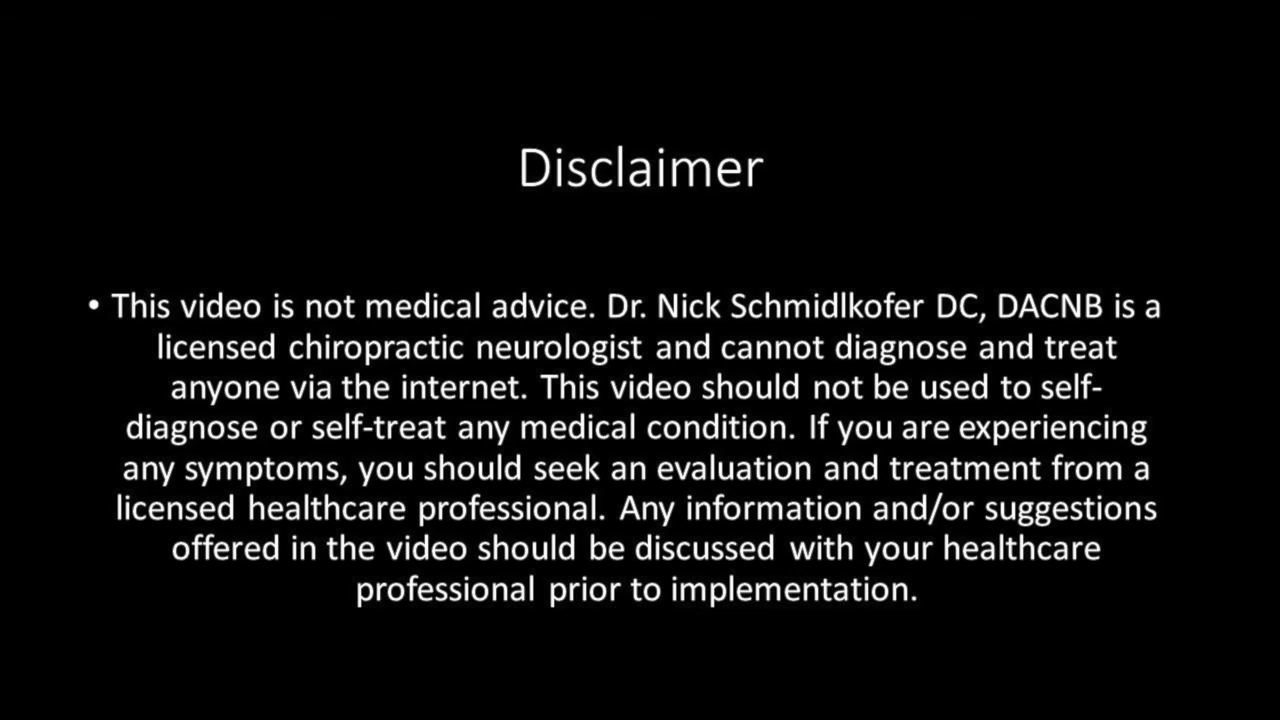 Disclaimer
• This video is not medical advice. Dr. Nick Schmidlkofer DC, DACNB is a
licensed chiropractic neurologist and cannot diagnose and treat
anyone via the internet. This video should not be used to self-
diagnose or self-treat any medical condition. If you are experiencing
any symptoms, you should seek an evaluation and treatment from a
licensed healthcare professional. Any information and/or suggestions
offered in the video should be discussed with your healthcare
professional prior to implementation.